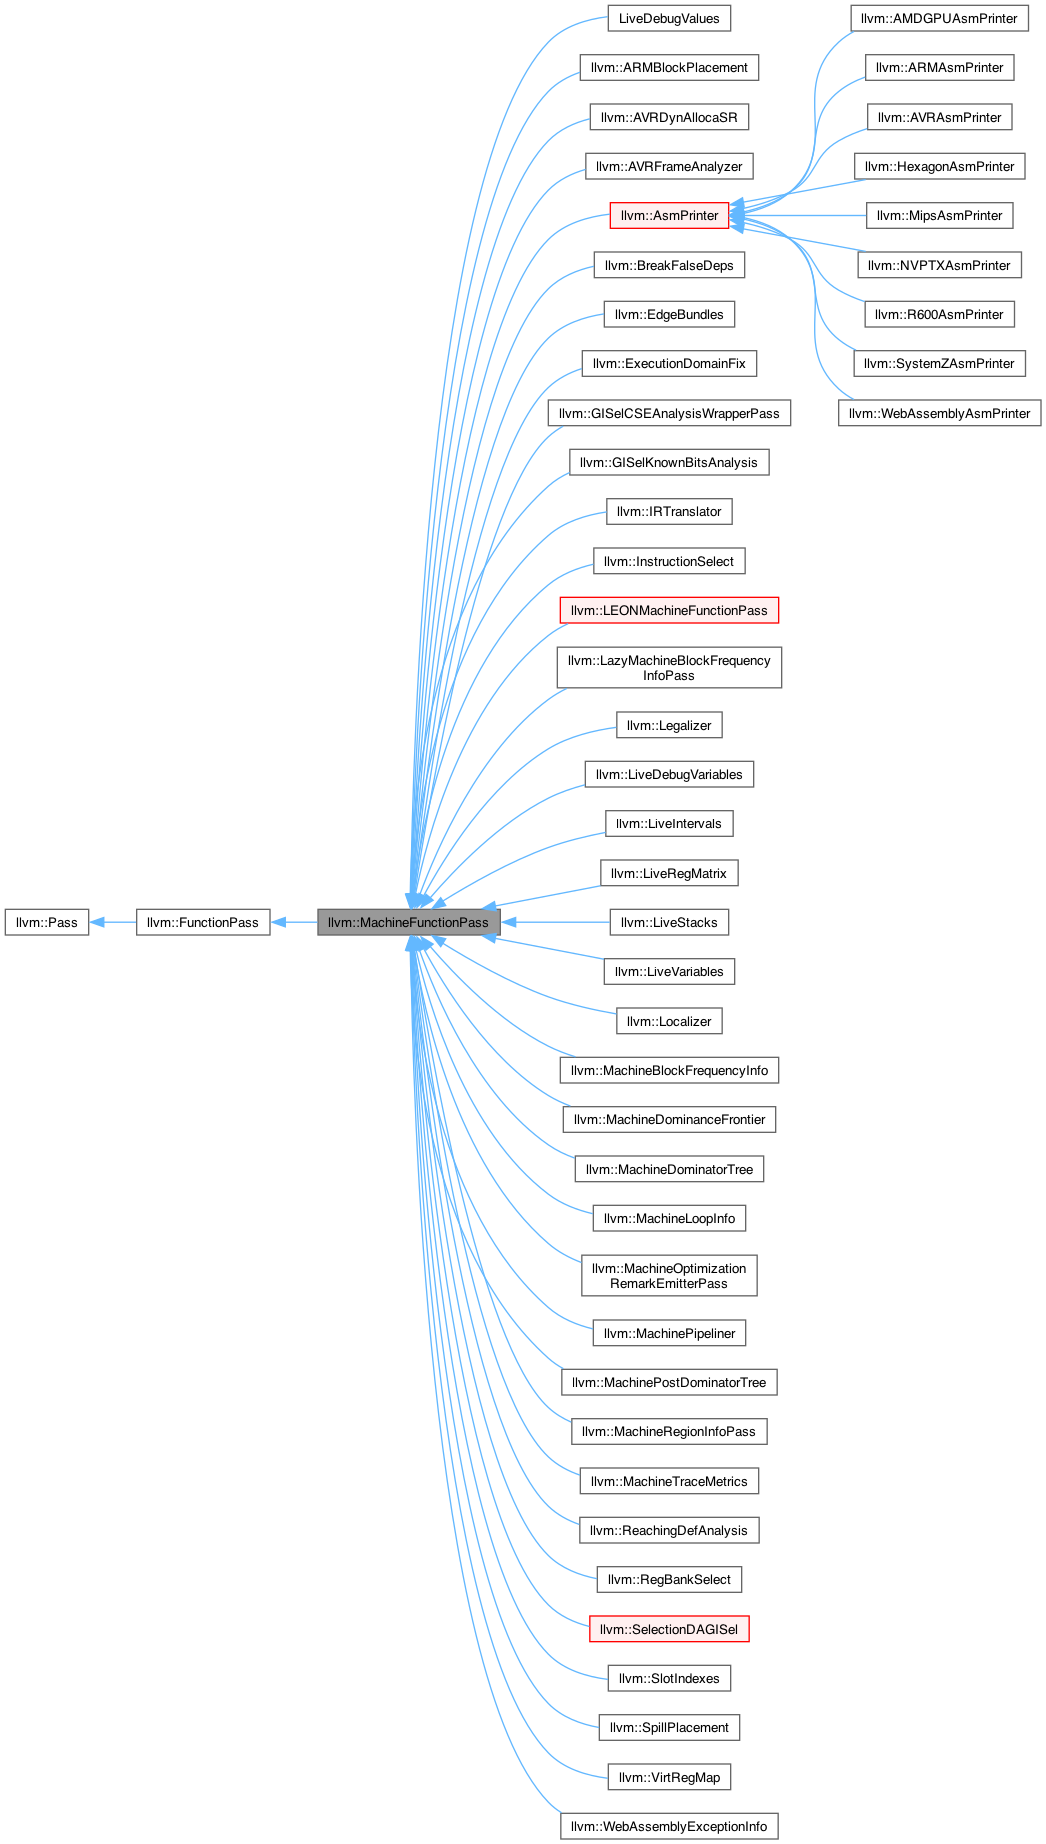 LiveDebugValues
llvm::ARMBlockPlacement
llvm::AVRDynAllocaSR
llvm::AVRFrameAnalyzer
llvm::AsmPrinter
llvm::BreakFalseDeps
llvm::EdgeBundles
llvm::ExecutionDomainFix
llvm::GISelCSEAnalysisWrapperPass
llvm::GISelKnownBitsAnalysis
llvm::IRTranslator
llvm::InstructionSelect
llvm::LEONMachineFunctionPass
llvm::LazyMachineBlockFrequency
InfoPass
llvm::Legalizer
llvm::LiveDebugVariables
llvm::LiveIntervals
llvm::LiveRegMatrix
llvm::Pass
llvm::FunctionPass
llvm::MachineFunctionPass
llvm::LiveStacks
llvm::LiveVariables
llvm::Localizer
llvm::MachineBlockFrequencyInfo
llvm::MachineDominanceFrontier
llvm::MachineDominatorTree
llvm::MachineLoopInfo
llvm::MachineOptimization
RemarkEmitterPass
llvm::MachinePipeliner
llvm::MachinePostDominatorTree
llvm::MachineRegionInfoPass
llvm::MachineTraceMetrics
llvm::ReachingDefAnalysis
llvm::RegBankSelect
llvm::SelectionDAGISel
llvm::SlotIndexes
llvm::SpillPlacement
llvm::VirtRegMap
llvm::WebAssemblyExceptionInfo
llvm::AMDGPUAsmPrinter
llvm::ARMAsmPrinter
llvm::AVRAsmPrinter
llvm::HexagonAsmPrinter
llvm::MipsAsmPrinter
llvm::NVPTXAsmPrinter
llvm::R600AsmPrinter
llvm::SystemZAsmPrinter
llvm::WebAssemblyAsmPrinter